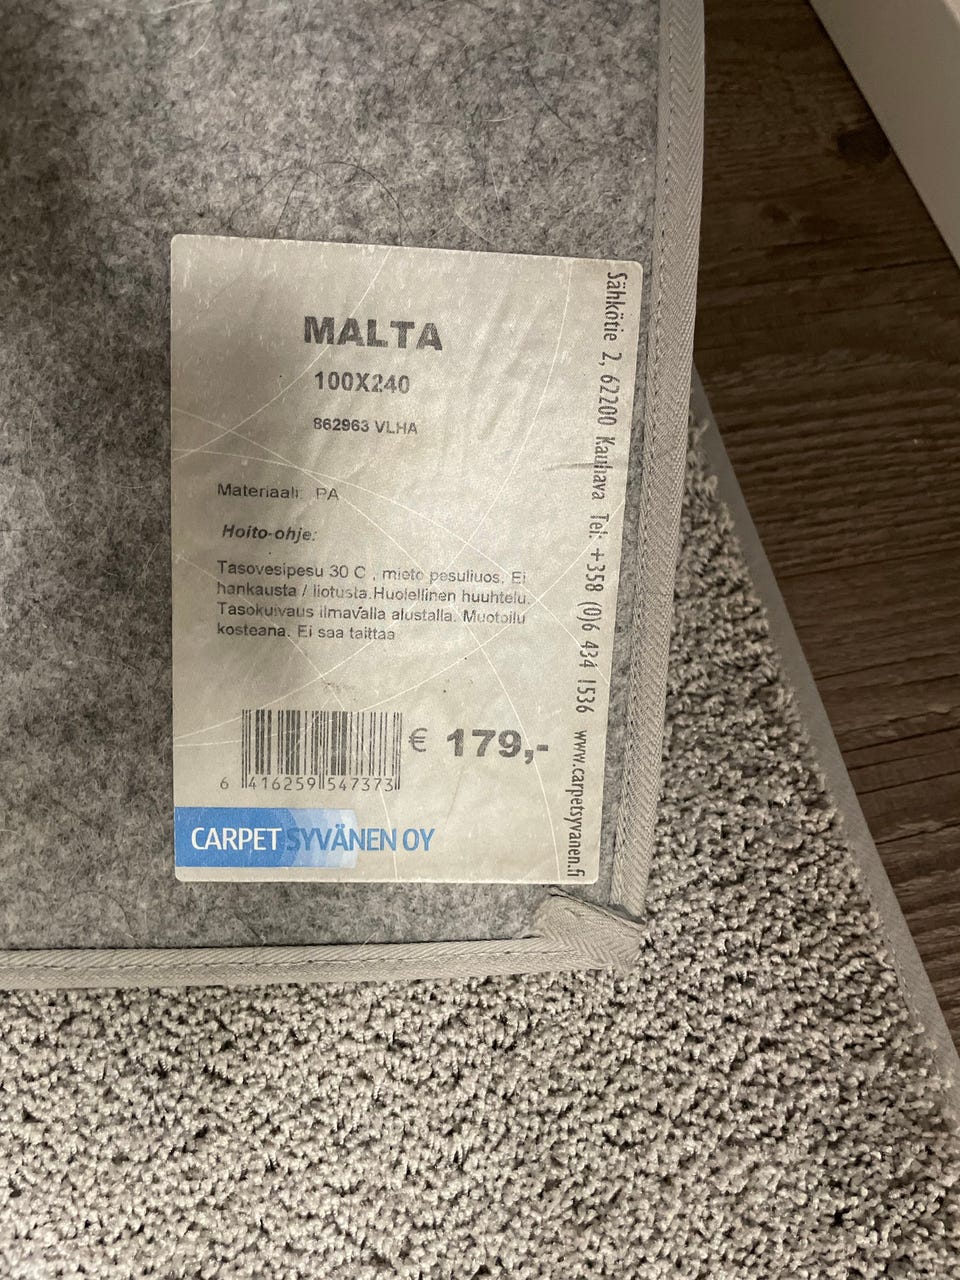 MALTA
100X240
862963 VLHA
Materiaali: PA
Hoito-ohje:
Tasovesipesu 30 C , mieto pesuliuos. Ei
hankausta / liotusta.Huolellinen huuhtelu.
Tasokuivaus ilmavalla alustalla. Muotoilu
kosteana. Ei saa taittaa
€ 179,-
6 416259 547373
CARPET SYVÄNEN OY
Sähkötie 2, 62200 Kauhava Tel: +358 (0)6 434 1536 www.carpetsyvanen.fi